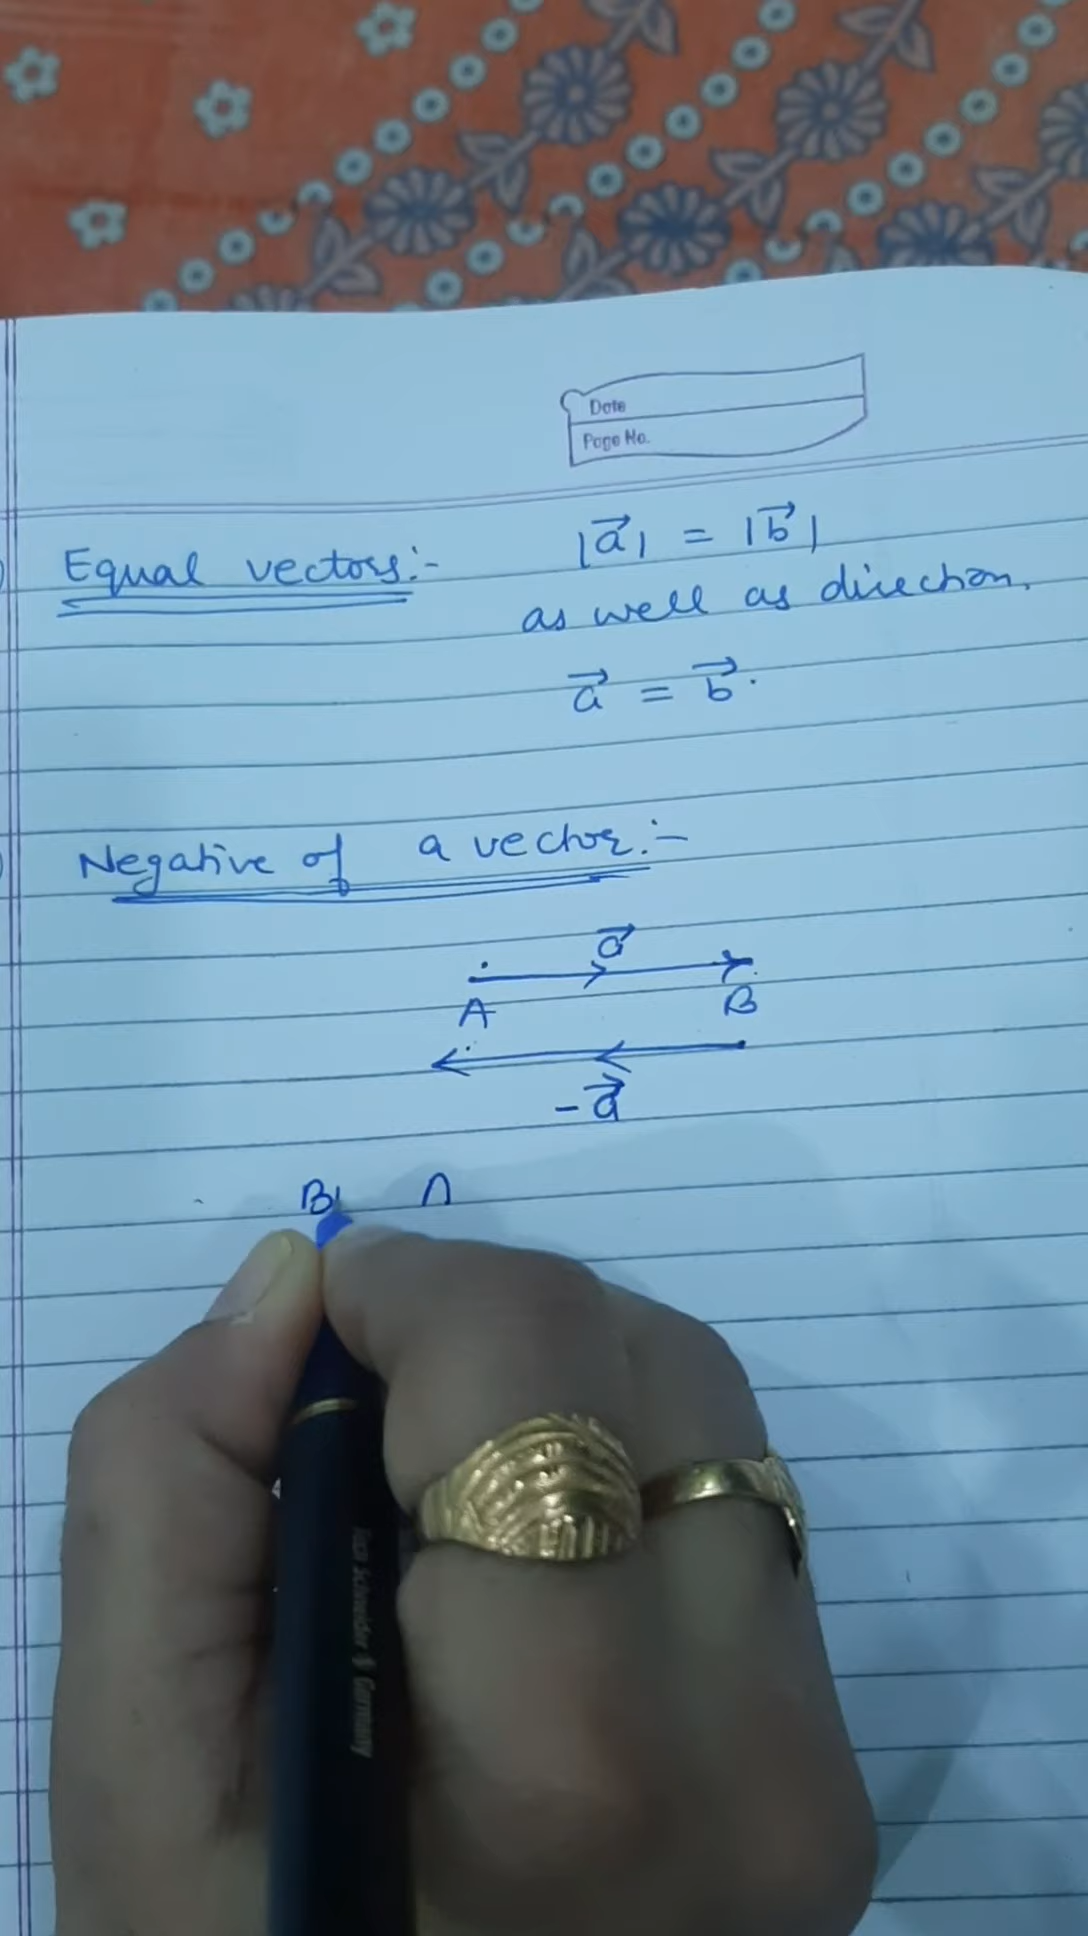 Date
Page No.
Equal vectors:- |a⃗| = |b⃗|
as well as direction.
a⃗ = b⃗.
Negative of a vector:-
a⃗
A B
-a⃗